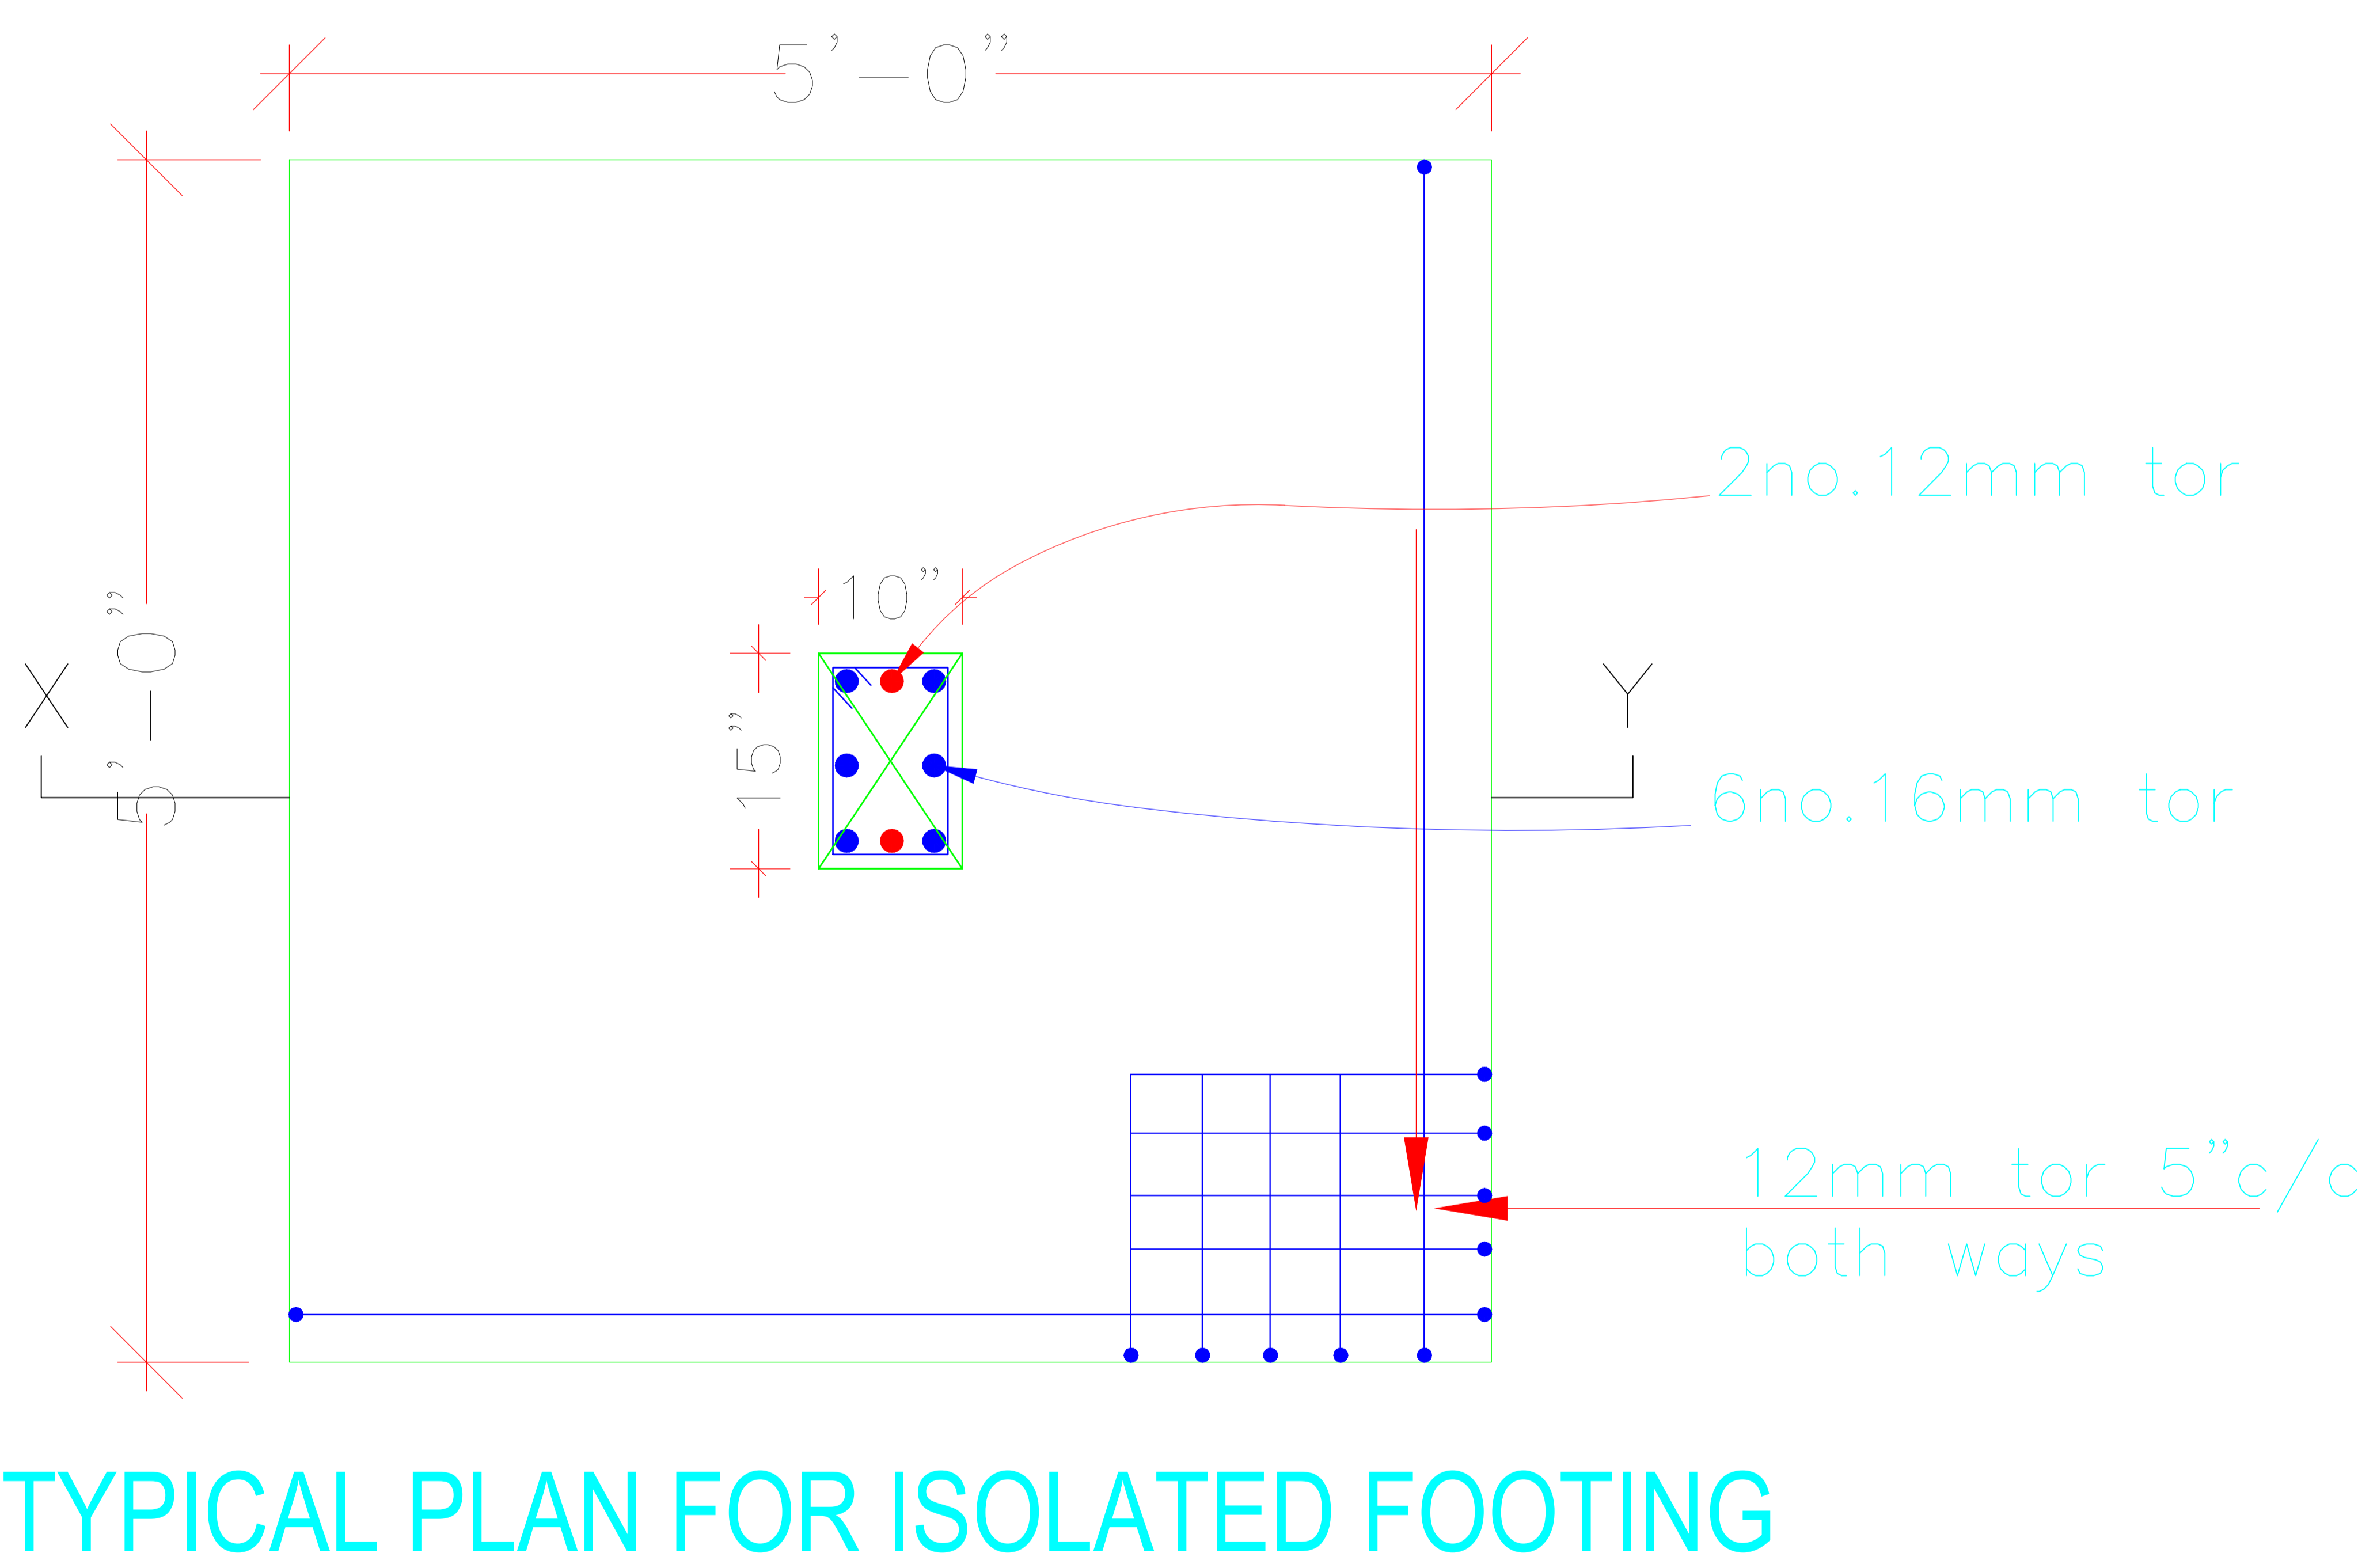 5'-0"
2no.12mm tor
10"
5'-0"
X
15"
Y
6no.16mm tor
12mm tor 5"c/c
both ways
TYPICAL PLAN FOR ISOLATED FOOTING